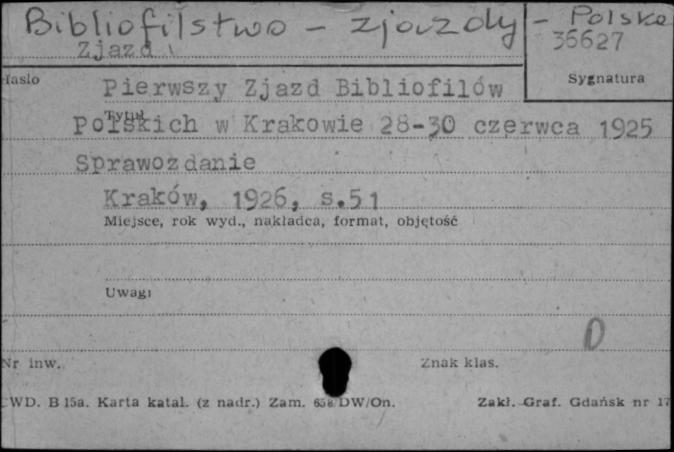 Bibliofilstwo - zjazdy - Polska
Zjazd
36627
Hasło
Sygnatura
Pierwszy Zjazd Bibliofilów
Tytuł
Polskich w Krakowie 28-30 czerwca 1925
Sprawozdanie
Kraków, 1926, s.51
Miejsce, rok wyd., nakładca, format, objętość
Uwagi
D
Nr inw.
Znak klas.
CWD. B 15a. Karta katal. (z nadr.) Zam. DW/On.
Zakł. Graf. Gdańsk nr 17